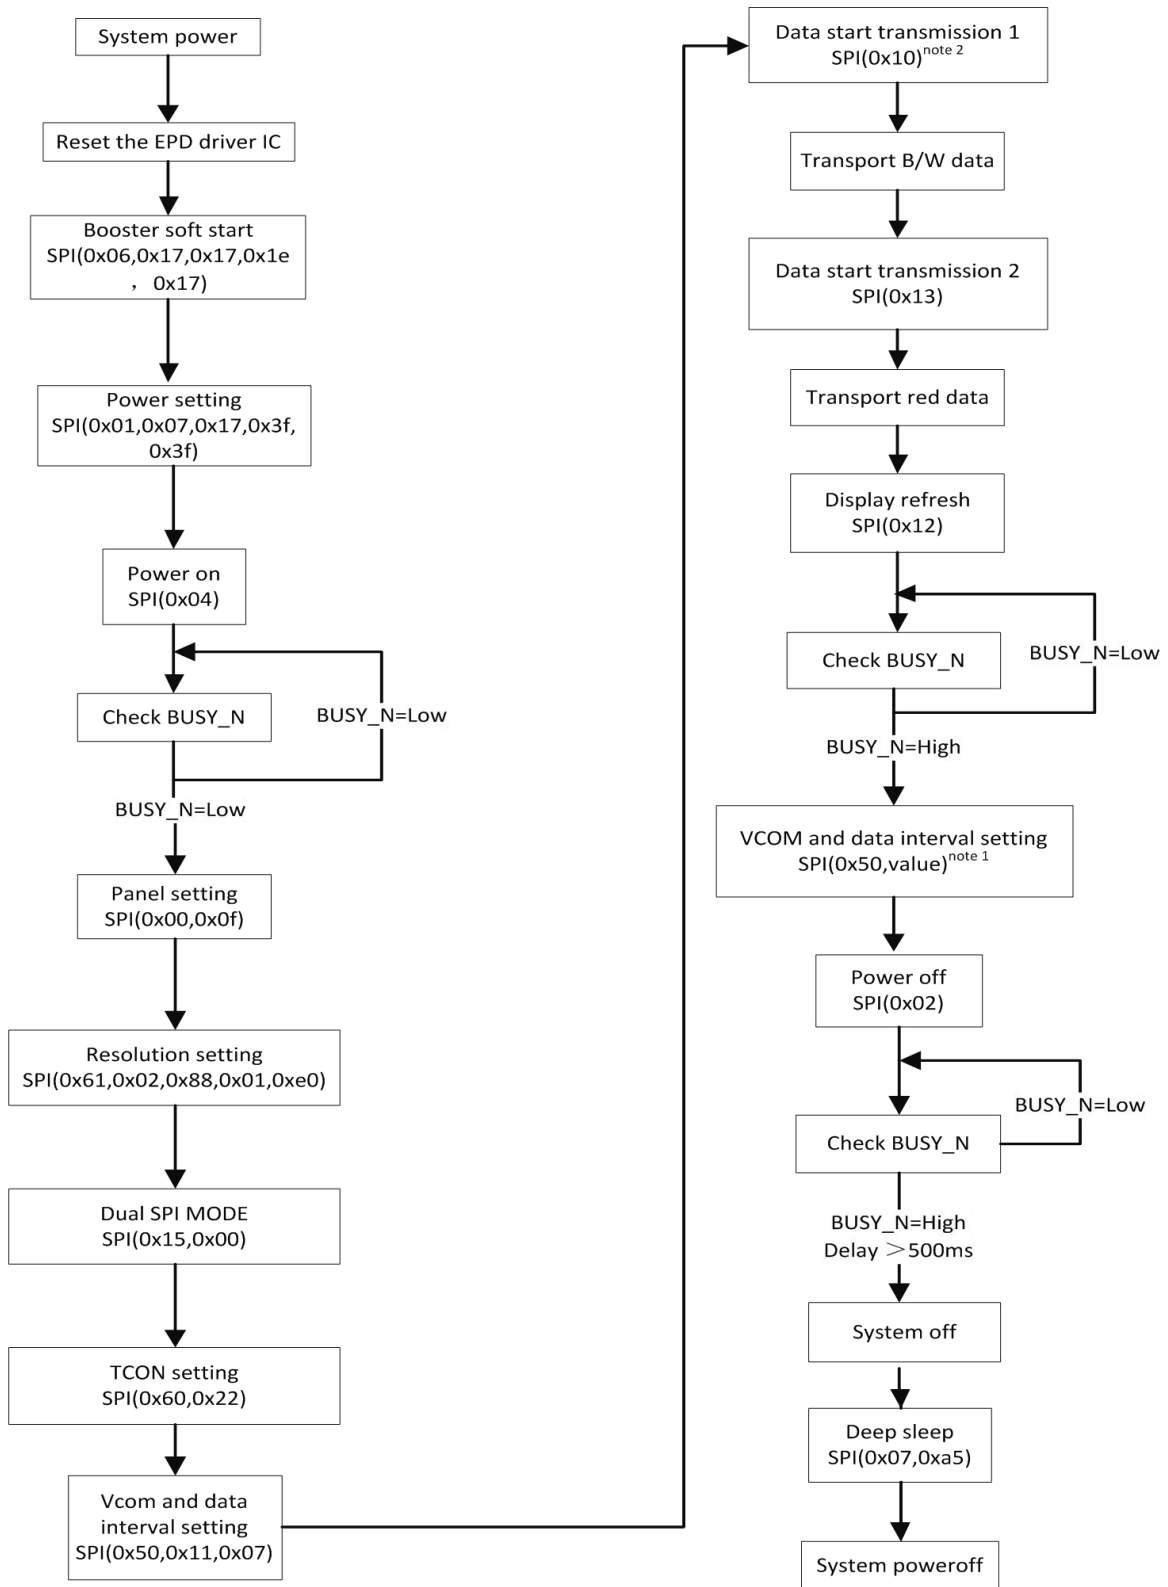 System power
Reset the EPD driver IC
Booster soft start
SPI(0x06,0x17,0x17,0x1e
， 0x17)
Power setting
SPI(0x01,0x07,0x17,0x3f,
0x3f)
Power on
SPI(0x04)
Check BUSY_N
BUSY_N=Low
BUSY_N=Low
Panel setting
SPI(0x00,0x0f)
Resolution setting
SPI(0x61,0x02,0x88,0x01,0xe0)
Dual SPI MODE
SPI(0x15,0x00)
TCON setting
SPI(0x60,0x22)
Vcom and data
interval setting
SPI(0x50,0x11,0x07)
Data start transmission 1
SPI(0x10)note 2
Transport B/W data
Data start transmission 2
SPI(0x13)
Transport red data
Display refresh
SPI(0x12)
BUSY_N=Low
Check BUSY_N
BUSY_N=High
VCOM and data interval setting
SPI(0x50,value)note 1
Power off
SPI(0x02)
BUSY_N=Low
Check BUSY_N
BUSY_N=High
Delay ＞500ms
System off
Deep sleep
SPI(0x07,0xa5)
System poweroff